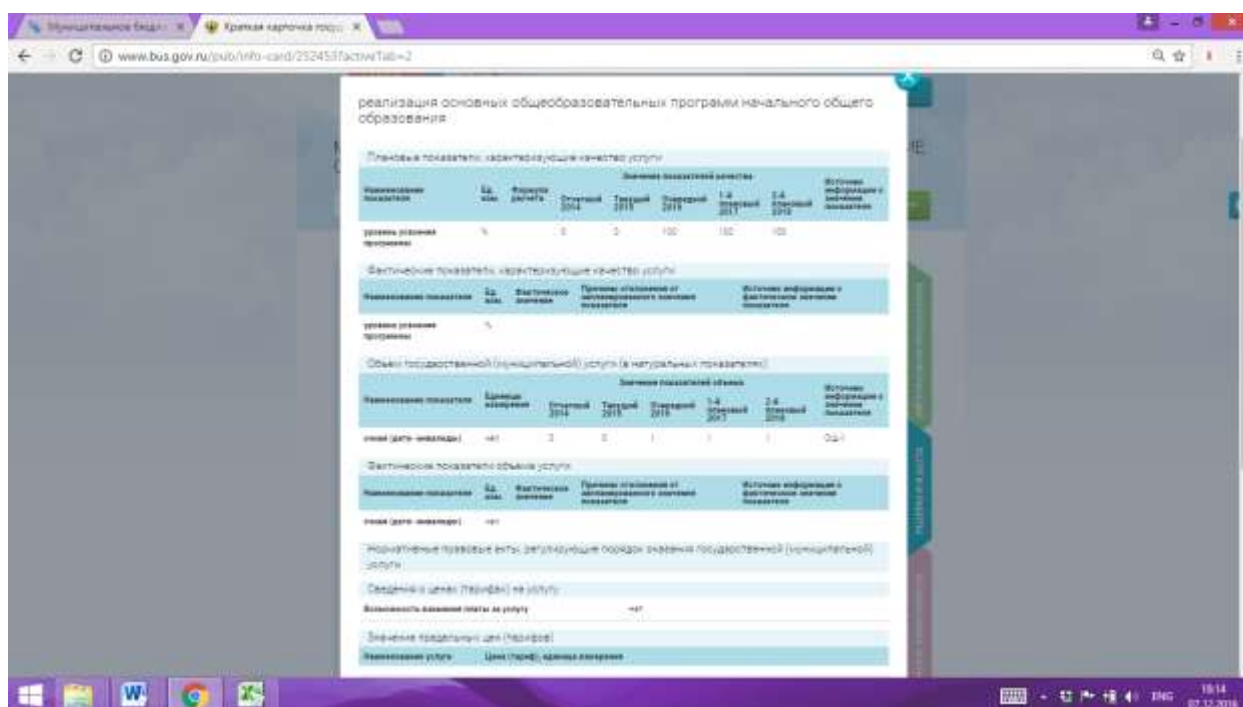 Краткая карточка госу
www.bus.gov.ru/pub/info-card/252453?activeTab=2
реализация основных общеобразовательных программ начального общего
образования
Плановые показатели, характеризующие качество услуги
Значение показателей качества
Наименование показателя Ед. изм. Формула расчета Отчетный 2014 Текущий 2015 Очередной 2016 1-й плановый 2017 2-й плановый 2018 Источник информации о значении показателя
уровень усвоения программы % 0 0 100 100 100
Фактические показатели, характеризующие качество услуги
Наименование показателя Ед. изм. Фактическое значение Причины отклонения от запланированного значения показателя Источник информации о фактическом значении показателя
уровень усвоения программы %
Объем государственной (муниципальной) услуги (в натуральных показателях)
Значение показателей объема
Наименование показателя Единица измерения Отчетный 2014 Текущий 2015 Очередной 2016 1-й плановый 2017 2-й плановый 2018 Источник информации о значении показателя
очная (дети- инвалиды) нет 0 0 1 1 1
Фактические показатели объема услуги
Наименование показателя Ед. изм. Фактическое значение Причины отклонения от запланированного значения показателя Источник информации о фактическом значении показателя
очная (дети- инвалиды) нет
Нормативные правовые акты, регулирующие порядок оказания государственной (муниципальной)
услуги
Сведения о ценах (тарифах) на услугу
Возможность взимания платы за услугу нет
Значение предельных цен (тарифов)
Наименование услуги Цена (тариф), единица измерения
ENG
07.12.2016